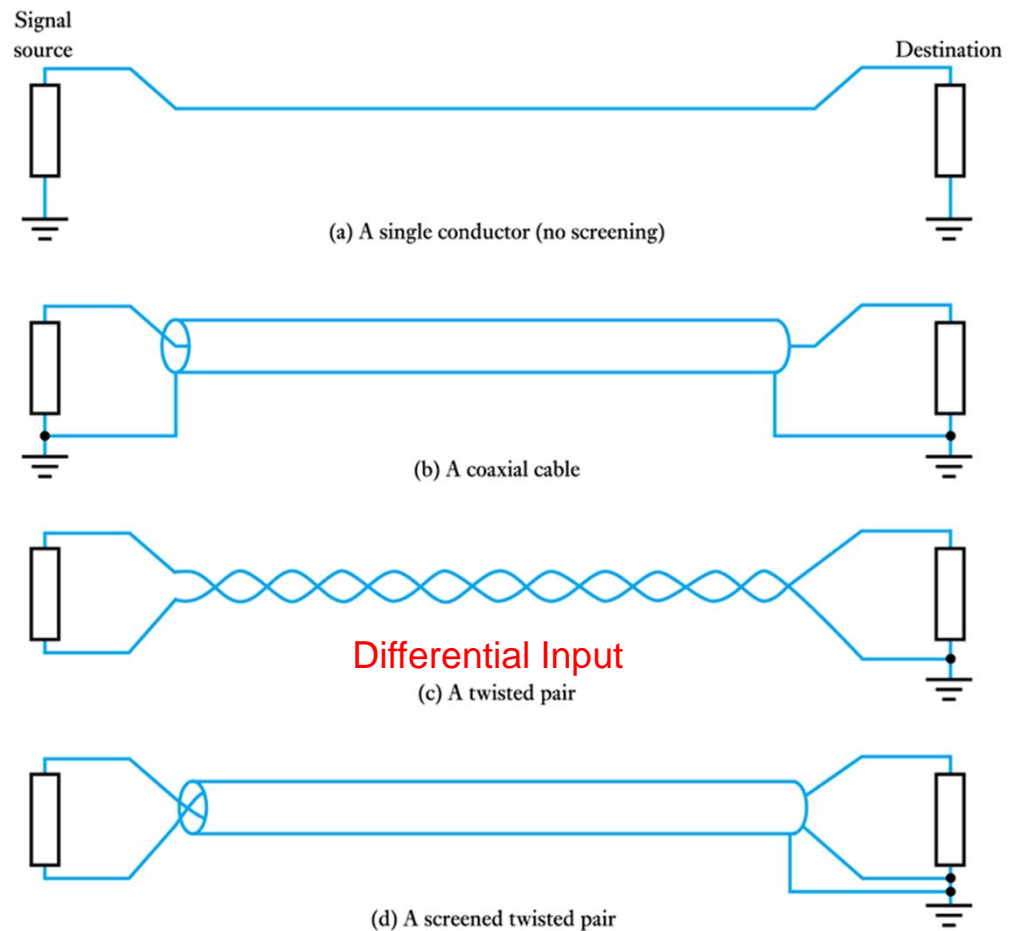 Signal
source
Destination
(a) A single conductor (no screening)
(b) A coaxial cable
Differential Input
(c) A twisted pair
(d) A screened twisted pair